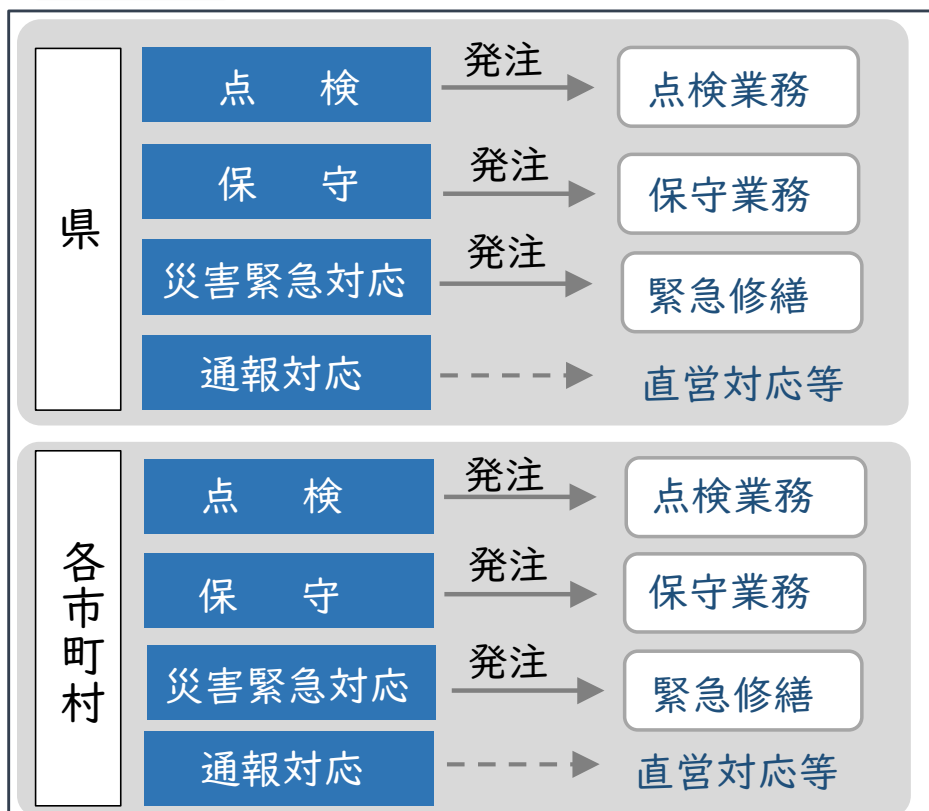 県
点検
発注
点検業務
保守
発注
保守業務
災害緊急対応
発注
緊急修繕
通報対応
直営対応等
各市町村
点検
発注
点検業務
保守
発注
保守業務
災害緊急対応
発注
緊急修繕
通報対応
直営対応等